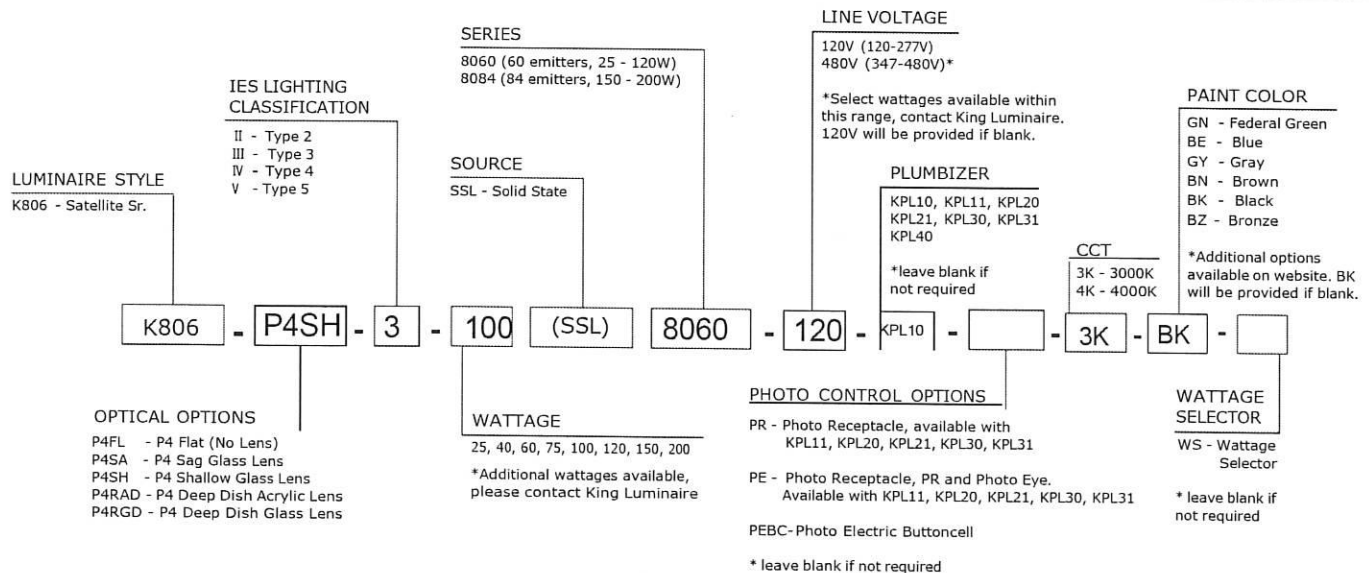 LINE VOLTAGE
120V (120-277V)
480V (347-480V)*
*Select wattages available within
this range, contact King Luminaire.
120V will be provided if blank.
SERIES
8060 (60 emitters, 25 - 120W)
8084 (84 emitters, 150 - 200W)
IES LIGHTING
CLASSIFICATION
II - Type 2
III - Type 3
IV - Type 4
V - Type 5
PAINT COLOR
GN - Federal Green
BE - Blue
GY - Gray
BN - Brown
BK - Black
BZ - Bronze
*Additional options
available on website. BK
will be provided if blank.
SOURCE
SSL - Solid State
LUMINAIRE STYLE
K806 - Satellite Sr.
PLUMBIZER
KPL10, KPL11, KPL20
KPL21, KPL30, KPL31
KPL40
*leave blank if
not required
CCT
3K - 3000K
4K - 4000K
K806 - P4SH - 3 - 100 (SSL) 8060 - 120 - KPL10 - - 3K - BK -
OPTICAL OPTIONS
P4FL - P4 Flat (No Lens)
P4SA - P4 Sag Glass Lens
P4SH - P4 Shallow Glass Lens
P4RAD - P4 Deep Dish Acrylic Lens
P4RGD - P4 Deep Dish Glass Lens
WATTAGE
25, 40, 60, 75, 100, 120, 150, 200
*Additional wattages available,
please contact King Luminaire
PHOTO CONTROL OPTIONS
PR - Photo Receptacle, available with
KPL11, KPL20, KPL21, KPL30, KPL31
PE - Photo Receptacle, PR and Photo Eye.
Available with KPL11, KPL20, KPL21, KPL30, KPL31
PEBC-Photo Electric Buttoncell
* leave blank if not required
WATTAGE
SELECTOR
WS - Wattage
Selector
* leave blank if
not required